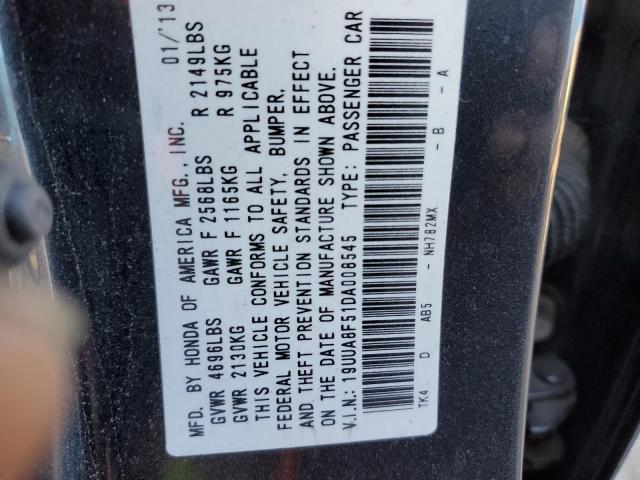 MFD. BY HONDA OF AMERICA MFG., INC. 01/'13
GVWR 4696LBS GAWR F 2568LBS R 2149LBS
GVWR 2130KG GAWR F 1165KG R 975KG
THIS VEHICLE CONFORMS TO ALL APPLICABLE
FEDERAL MOTOR VEHICLE SAFETY, BUMPER,
AND THEFT PREVENTION STANDARDS IN EFFECT
ON THE DATE OF MANUFACTURE SHOWN ABOVE.
V.I.N.: 19UUA8F51DA008545 TYPE: PASSENGER CAR
TK4 D AB5 - NH782MX - B - A